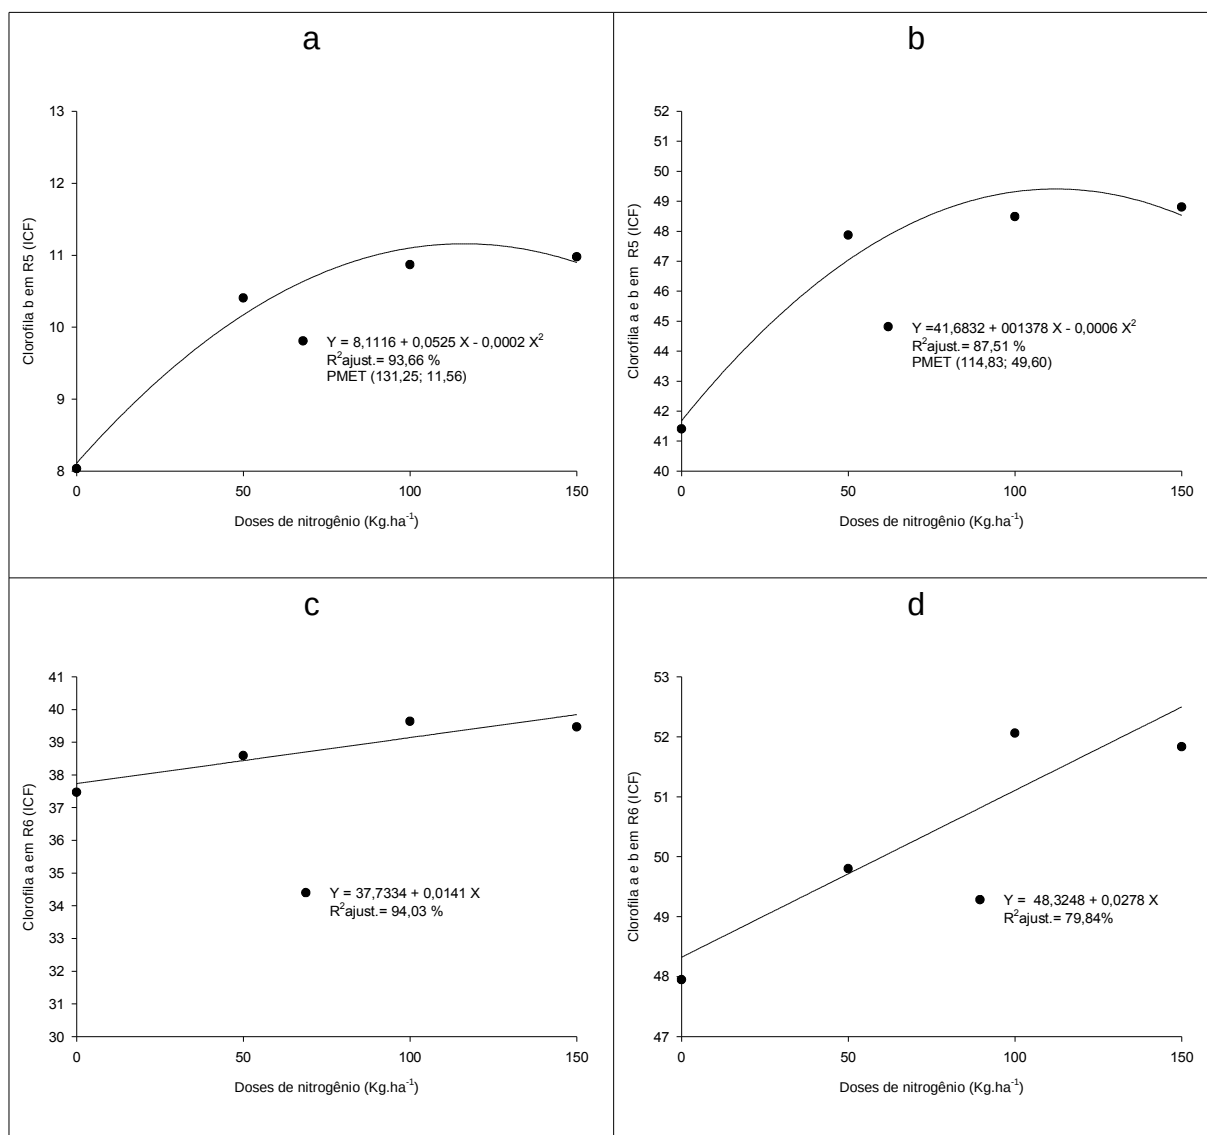 a
13
12
11
10
9
8
0
50
100
150
Clorofila b em R5 (ICF)
Y = 8,1116 + 0,0525 X - 0,0002 X²
R²ajust.= 93,66 %
PMET (131,25; 11,56)
Doses de nitrogênio (Kg.ha⁻¹)
b
52
51
50
49
48
47
46
45
44
43
42
41
40
0
50
100
150
Clorofila a e b em R5 (ICF)
Y =41,6832 + 001378 X - 0,0006 X²
R²ajust.= 87,51 %
PMET (114,83; 49,60)
Doses de nitrogênio (Kg.ha⁻¹)
c
41
40
39
38
37
36
35
34
33
32
31
30
0
50
100
150
Clorofila a em R6 (ICF)
Y = 37,7334 + 0,0141 X
R²ajust.= 94,03 %
Doses de nitrogênio (Kg.ha⁻¹)
d
53
52
51
50
49
48
47
0
50
100
150
Clorofila a e b em R6 (ICF)
Y = 48,3248 + 0,0278 X
R²ajust.= 79,84%
Doses de nitrogênio (Kg.ha⁻¹)